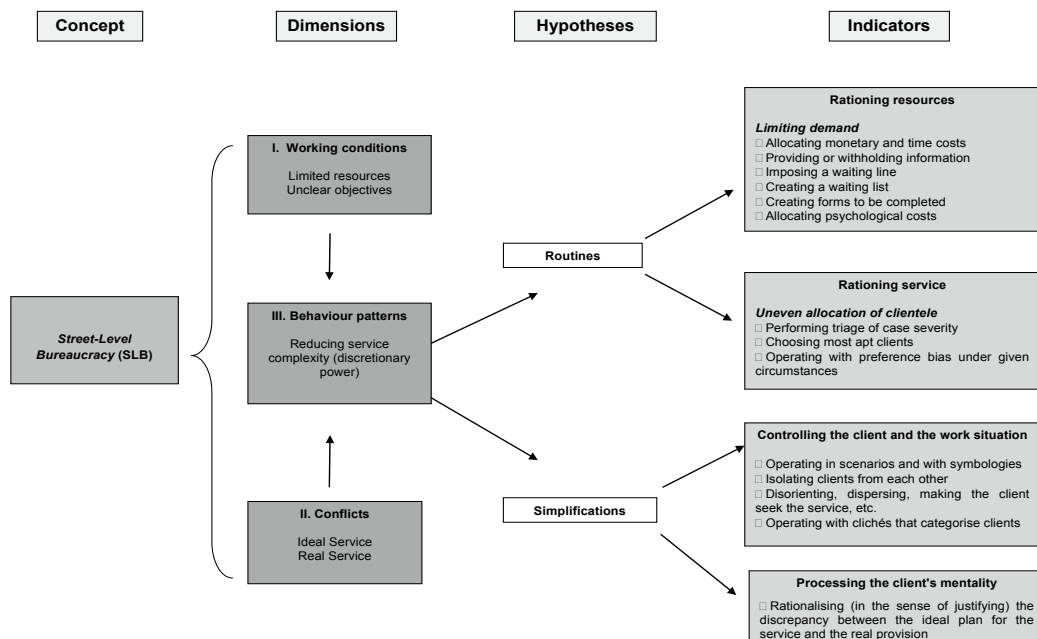 Concept
Dimensions
Hypotheses
Indicators
Street-Level
Bureaucracy (SLB)
I. Working conditions
Limited resources
Unclear objectives
III. Behaviour patterns
Reducing service
complexity (discretionary
power)
II. Conflicts
Ideal Service
Real Service
Routines
Simplifications
Rationing resources
Limiting demand
□ Allocating monetary and time costs
□ Providing or withholding information
□ Imposing a waiting line
□ Creating a waiting list
□ Creating forms to be completed
□ Allocating psychological costs
Rationing service
Uneven allocation of clientele
□ Performing triage of case severity
□ Choosing most apt clients
□ Operating with preference bias under given
circumstances
Controlling the client and the work situation
□ Operating in scenarios and with symbologies
□ Isolating clients from each other
□ Disorienting, dispersing, making the client
seek the service, etc.
□ Operating with clichés that categorise clients
Processing the client's mentality
□ Rationalising (in the sense of justifying) the
discrepancy between the ideal plan for the
service and the real provision